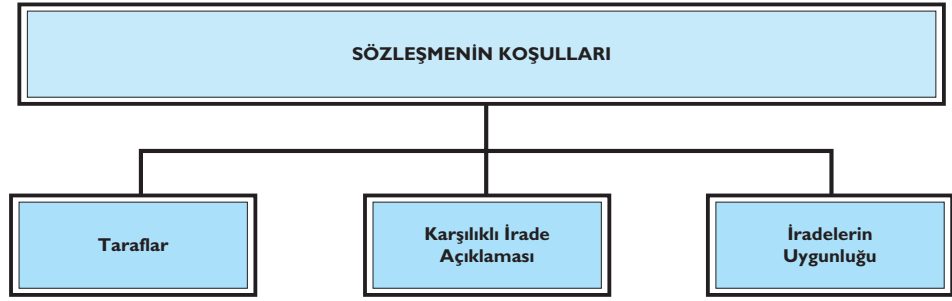 SÖZLEŞMENİN KOŞULLARI
Taraflar
Karşılıklı İrade
Açıklaması
İradelerin
Uygunluğu